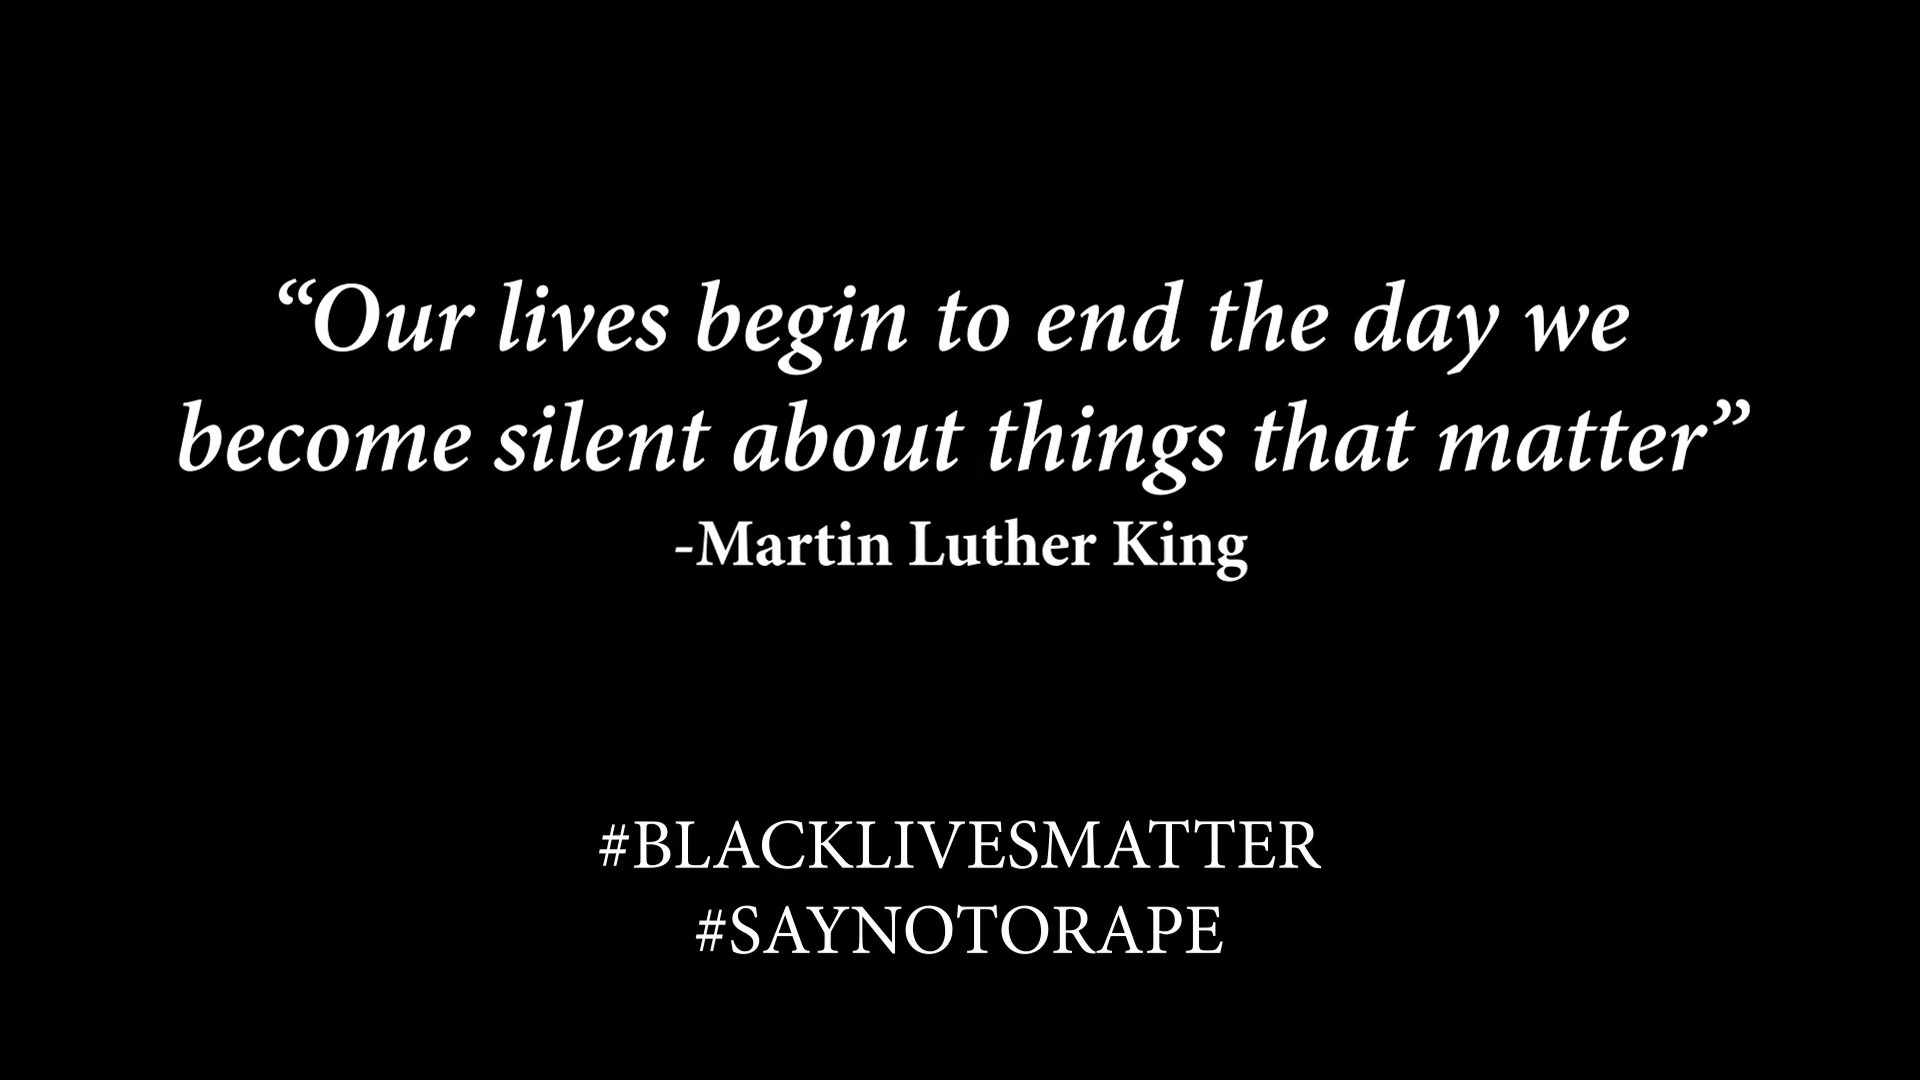 “Our lives begin to end the day we
become silent about things that matter”
-Martin Luther King
#BLACKLIVESMATTER
#SAYNOTORAPE